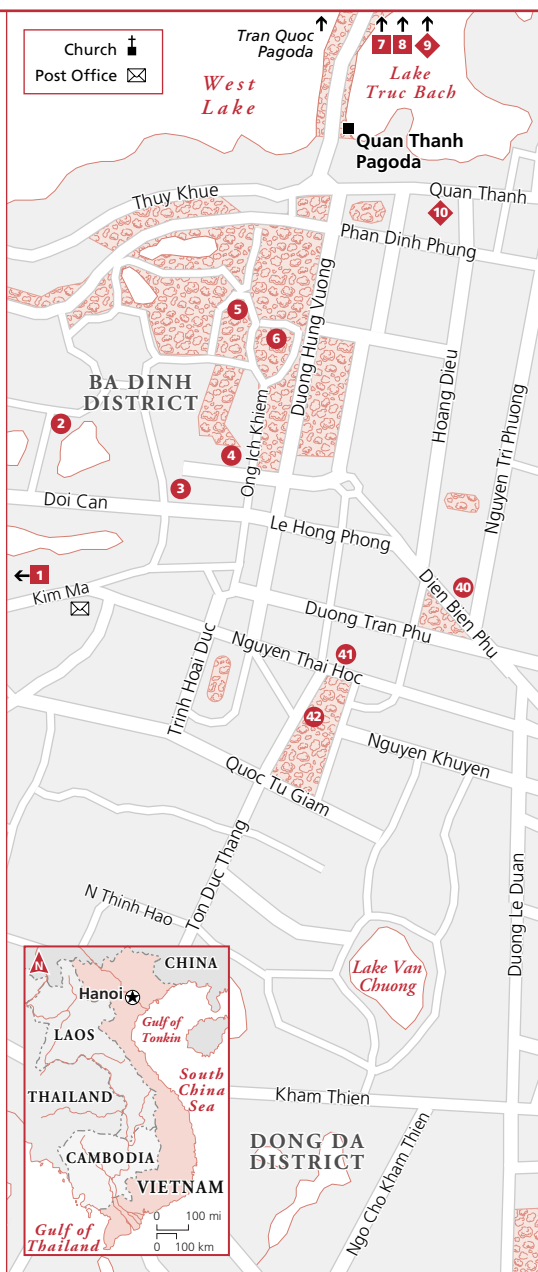 Church
Post Office
Tran Quoc
Pagoda
7 8 9
West
Lake
Lake
Truc Bach
Quan Thanh
Pagoda
Thuy Khue
Quan Thanh
10
Phan Dinh Phung
5
6
Duong Hung Vuong
BA DINH
DISTRICT
Hoang Dieu
Nguyen Tri Phuong
Ong Ich Khiem
2
4
3
Doi Can
Le Hong Phong
1
Kim Ma
Dien Bien Phu
40
Duong Tran Phu
Trinh Hoai Duc
Nguyen Thai Hoc
41
42
Nguyen Khuyen
Quoc Tu Giam
Ton Duc Thang
Duong Le Duan
N Thinh Hao
Lake Van
Chuong
Kham Thien
DONG DA
DISTRICT
Ngo Cho Kham Thien
N
CHINA
Hanoi
Gulf of
Tonkin
LAOS
South
China
Sea
THAILAND
CAMBODIA
VIETNAM
Gulf of
Thailand
0 100 mi
0 100 km